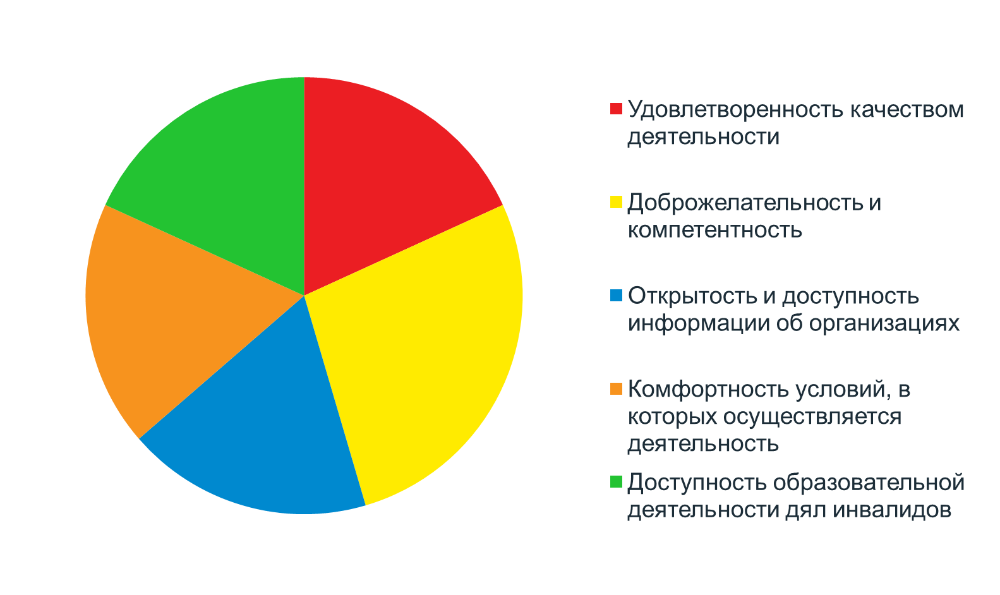 Удовлетворенность качеством
деятельности
Доброжелательность и
компетентность
Открытость и доступность
информации об организациях
Комфортность условий, в
которых осуществляется
деятельность
Доступность образовательной
деятельности дял инвалидов